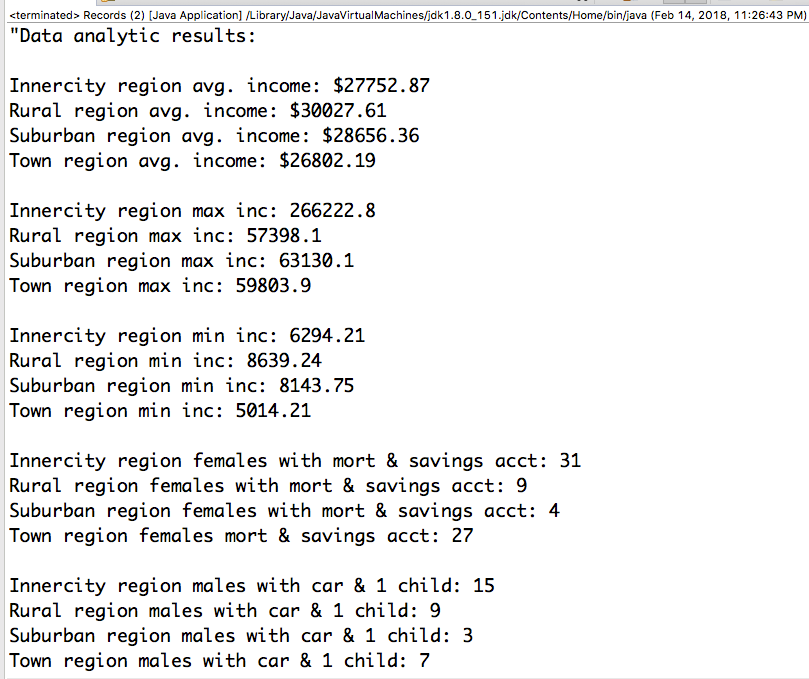 <terminated> Records (2) [Java Application] /Library/Java/JavaVirtualMachines/jdk1.8.0_151.jdk/Contents/Home/bin/java (Feb 14, 2018, 11:26:43 PM)
"Data analytic results:
Innercity region avg. income: $27752.87
Rural region avg. income: $30027.61
Suburban region avg. income: $28656.36
Town region avg. income: $26802.19
Innercity region max inc: 266222.8
Rural region max inc: 57398.1
Suburban region max inc: 63130.1
Town region max inc: 59803.9
Innercity region min inc: 6294.21
Rural region min inc: 8639.24
Suburban region min inc: 8143.75
Town region min inc: 5014.21
Innercity region females with mort & savings acct: 31
Rural region females with mort & savings acct: 9
Suburban region females with mort & savings acct: 4
Town region females mort & savings acct: 27
Innercity region males with car & 1 child: 15
Rural region males with car & 1 child: 9
Suburban region males with car & 1 child: 3
Town region males with car & 1 child: 7